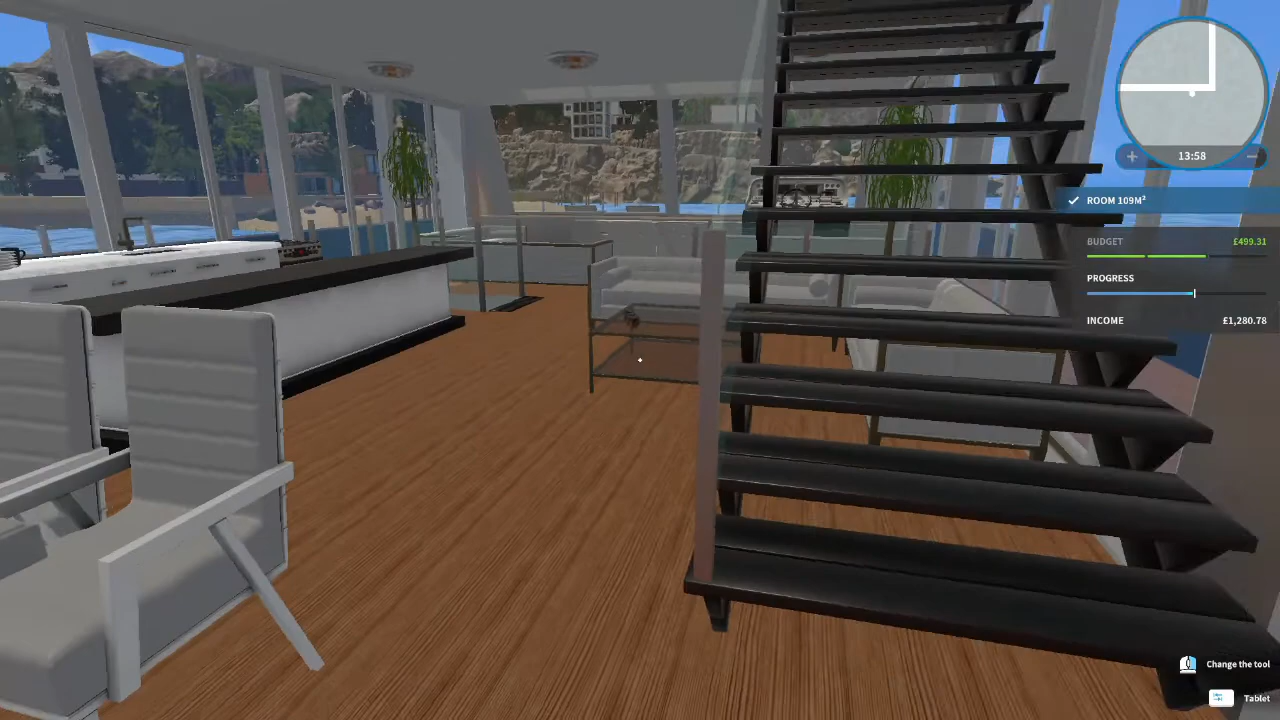 13:58
ROOM 109M²
BUDGET £499.31
PROGRESS
INCOME £1,280.78
Change the tool
Tablet